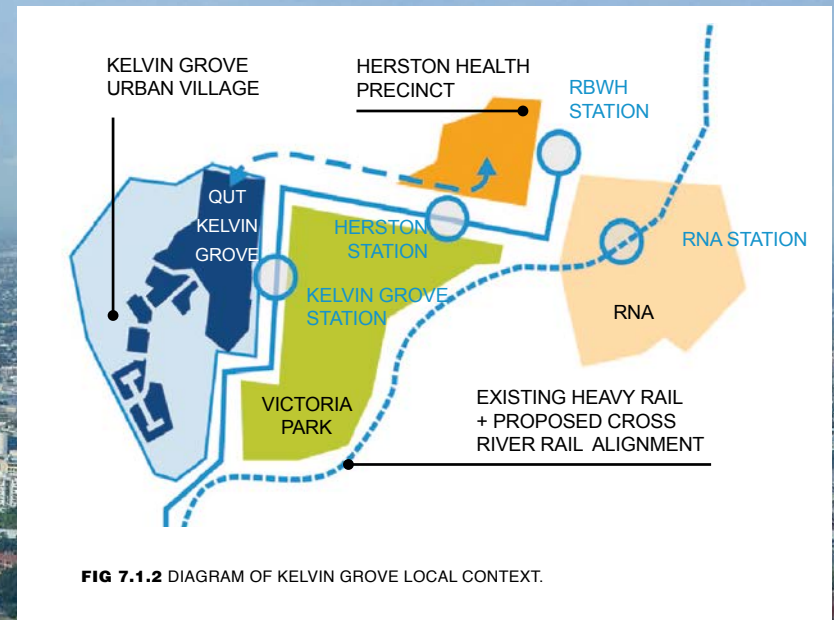 KELVIN GROVE
URBAN VILLAGE
HERSTON HEALTH
PRECINCT
RBWH
STATION
QUT
KELVIN
GROVE
HERSTON
STATION
RNA STATION
KELVIN GROVE
STATION
RNA
VICTORIA
PARK
EXISTING HEAVY RAIL
+ PROPOSED CROSS
RIVER RAIL ALIGNMENT
FIG 7.1.2 DIAGRAM OF KELVIN GROVE LOCAL CONTEXT.